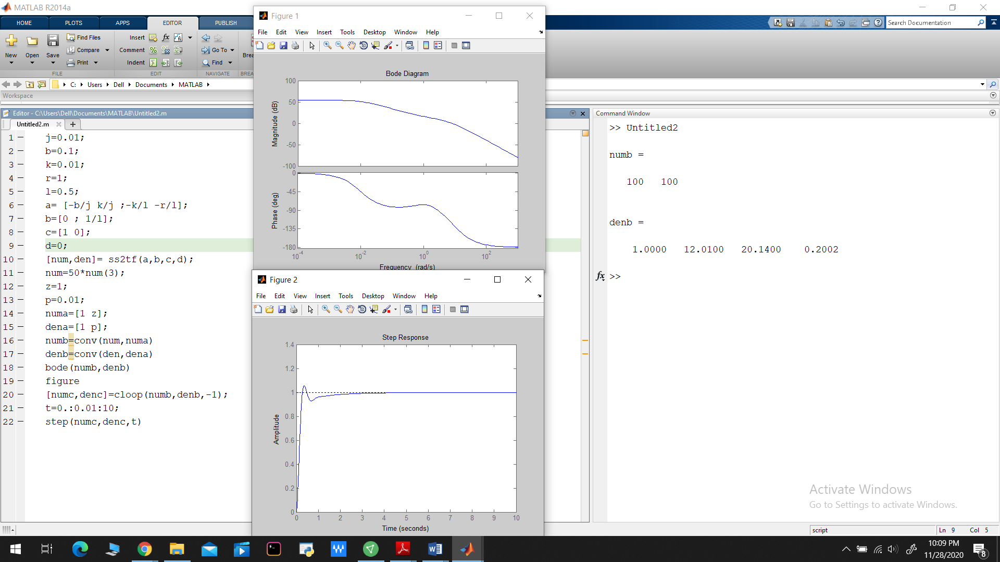 MATLAB R2014a
HOME PLOTS APPS EDITOR PUBLISH
Search Documentation
New Open Save
Find Files
Compare
Print
FILE
Insert
Comment
Indent
EDIT
Go To
Find
NAVIGATE
Brea
BREA
C: Users Dell Documents MATLAB
Workspace
Editor - C:\Users\Dell\Documents\MATLAB\Untitled2.m
Untitled2.m
1 j=0.01;
2 b=0.1;
3 k=0.01;
4 r=1;
5 l=0.5;
6 a= [-b/j k/j ;-k/l -r/l];
7 b=[0 ; 1/l];
8 c=[1 0];
9 d=0;
10 [num,den]= ss2tf(a,b,c,d);
11 num=50*num(3);
12 z=1;
13 p=0.01;
14 numa=[1 z];
15 dena=[1 p];
16 numb=conv(num,numa)
17 denb=conv(den,dena)
18 bode(numb,denb)
19 figure
20 [numc,denc]=cloop(numb,denb,-1);
21 t=0.:0.01:10;
22 step(numc,denc,t)
Figure 1
File Edit View Insert Tools Desktop Window Help
Bode Diagram
Magnitude (dB)
100
50
0
-50
-100
Phase (deg)
0
-45
-90
-135
-180
10^-4 10^-2 10^0 10^2
Frequency (rad/s)
Figure 2
File Edit View Insert Tools Desktop Window Help
Step Response
Amplitude
1.4
1.2
1
0.8
0.6
0.4
0.2
0
0 1 2 3 4 5 6 7 8 9 10
Time (seconds)
Command Window
>> Untitled2
numb =
100 100
denb =
1.0000 12.0100 20.1400 0.2002
fx >>
Activate Windows
Go to Settings to activate Windows.
script
Ln 9 Col 5
10:09 PM
11/28/2020
8